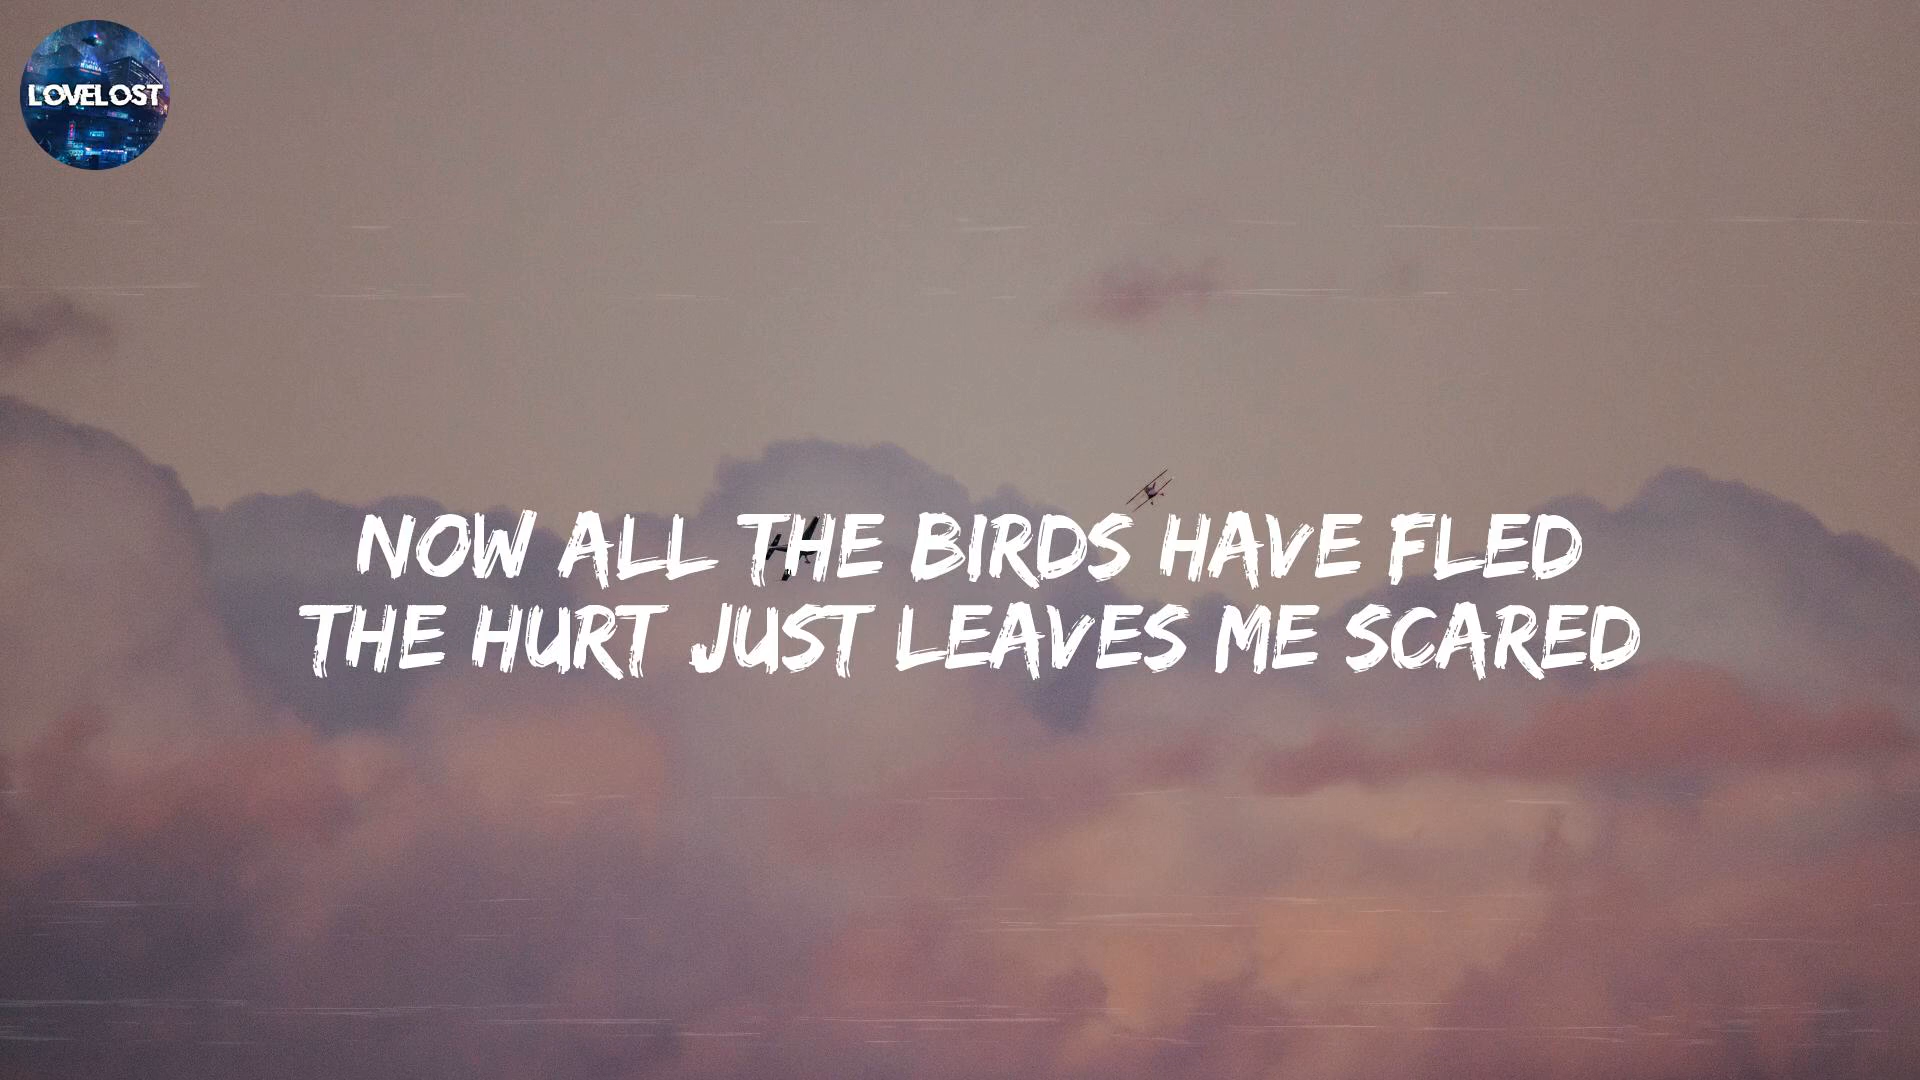 LOVELOST
NOW ALL THE BIRDS HAVE FLED
THE HURT JUST LEAVES ME SCARED